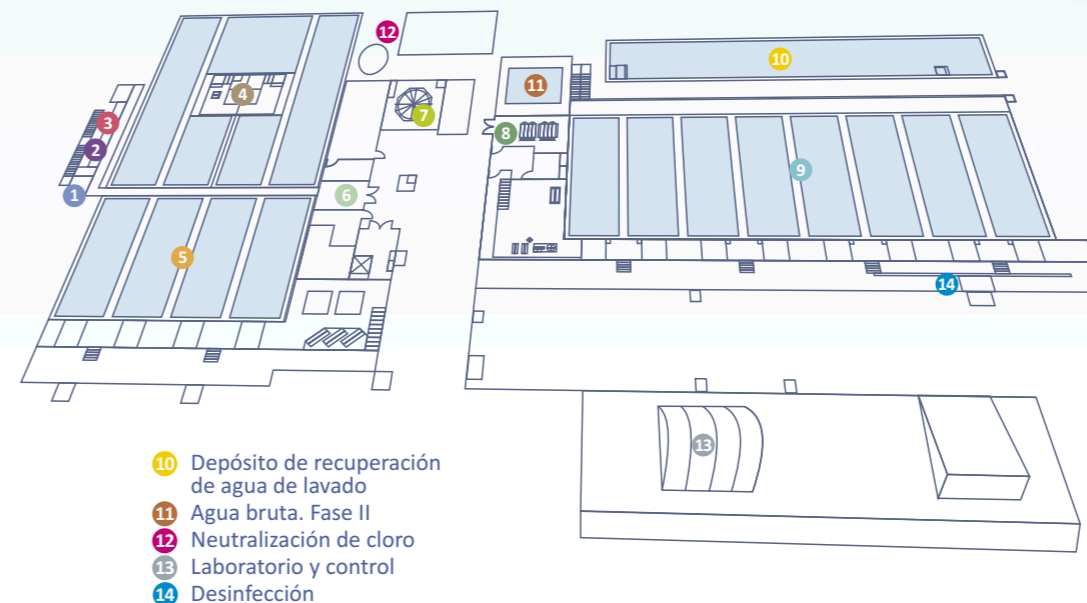 12
10
11
4
3
7
8
2
9
1
6
5
14
13
10 Depósito de recuperación
de agua de lavado
11 Agua bruta. Fase II
12 Neutralización de cloro
13 Laboratorio y control
14 Desinfección